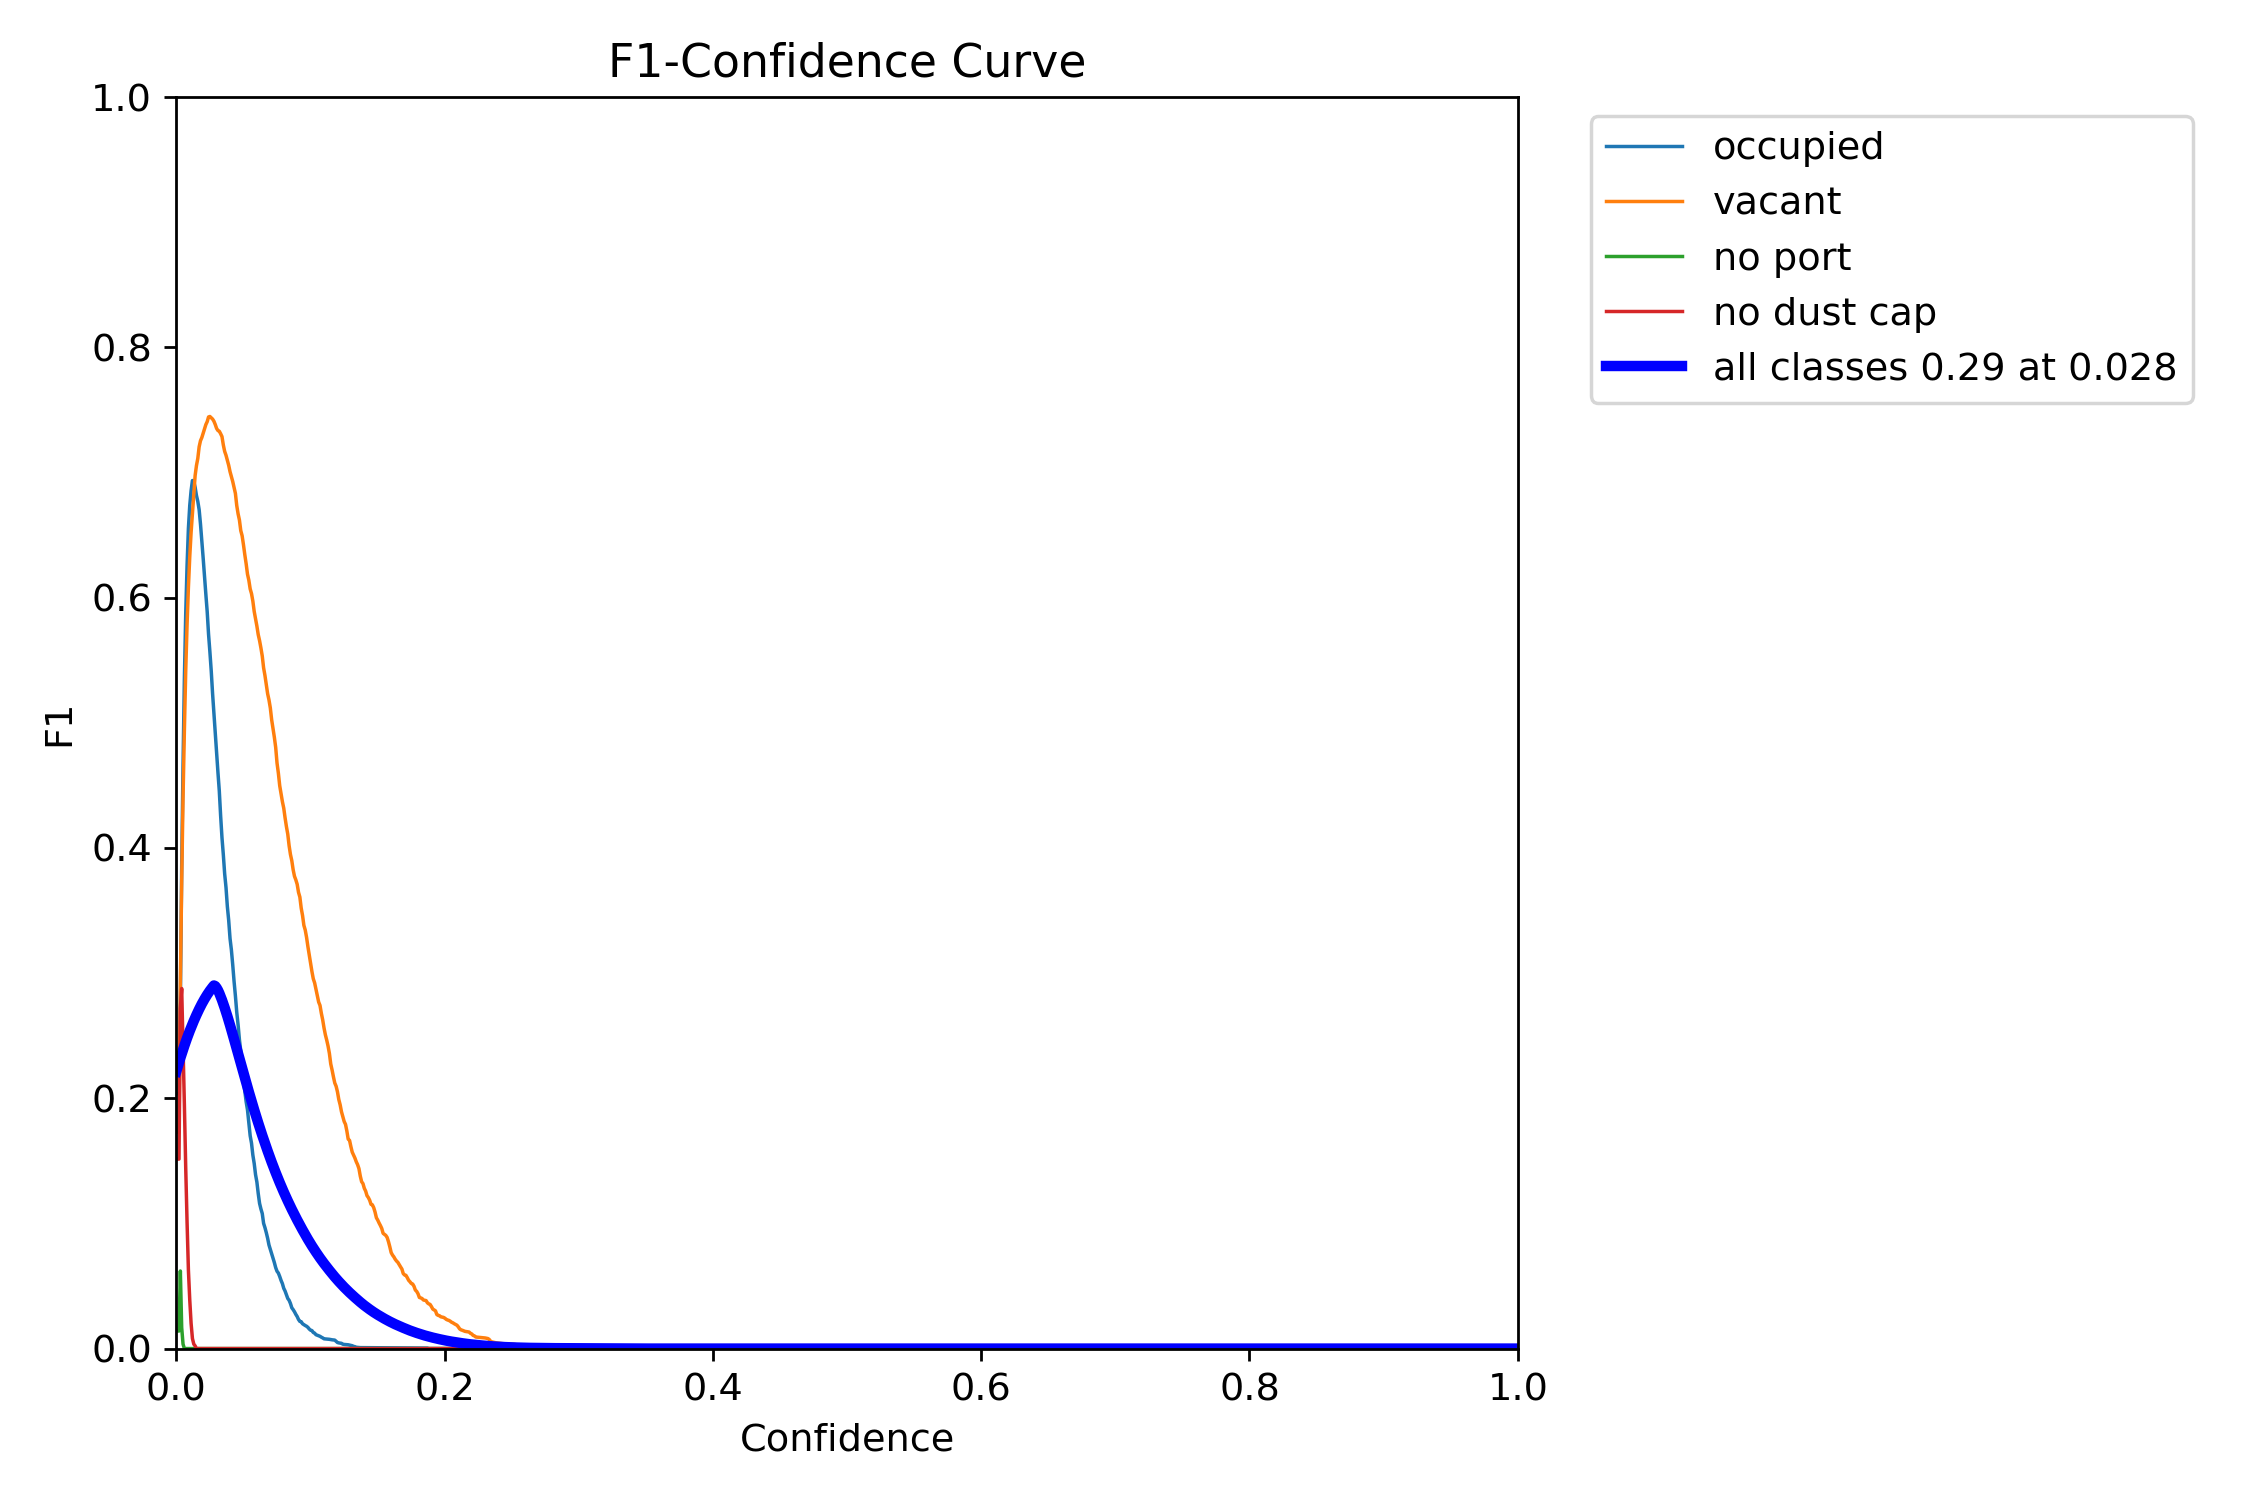 F1-Confidence Curve
1.0
0.8
0.6
0.4
0.2
0.0
F1
0.0 0.2 0.4 0.6 0.8 1.0
Confidence
occupied
vacant
no port
no dust cap
all classes 0.29 at 0.028